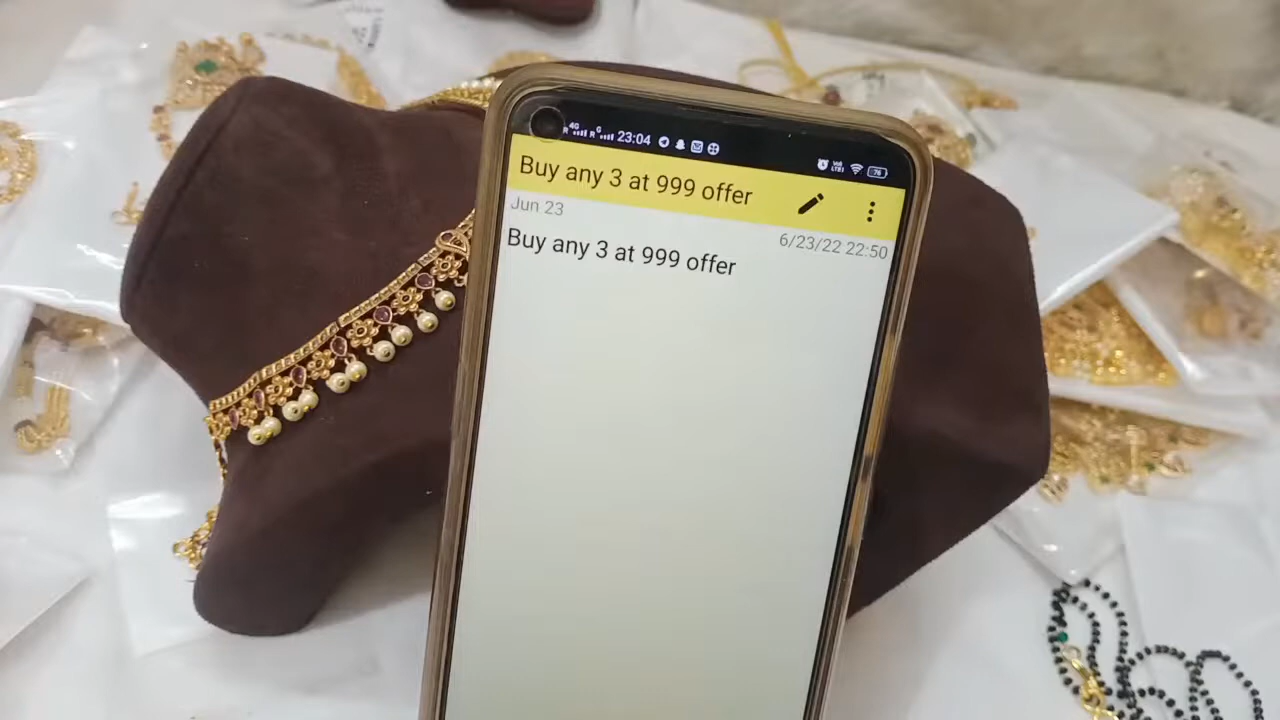 23:04
Buy any 3 at 999 offer
Jun 23
6/23/22 22:50
Buy any 3 at 999 offer